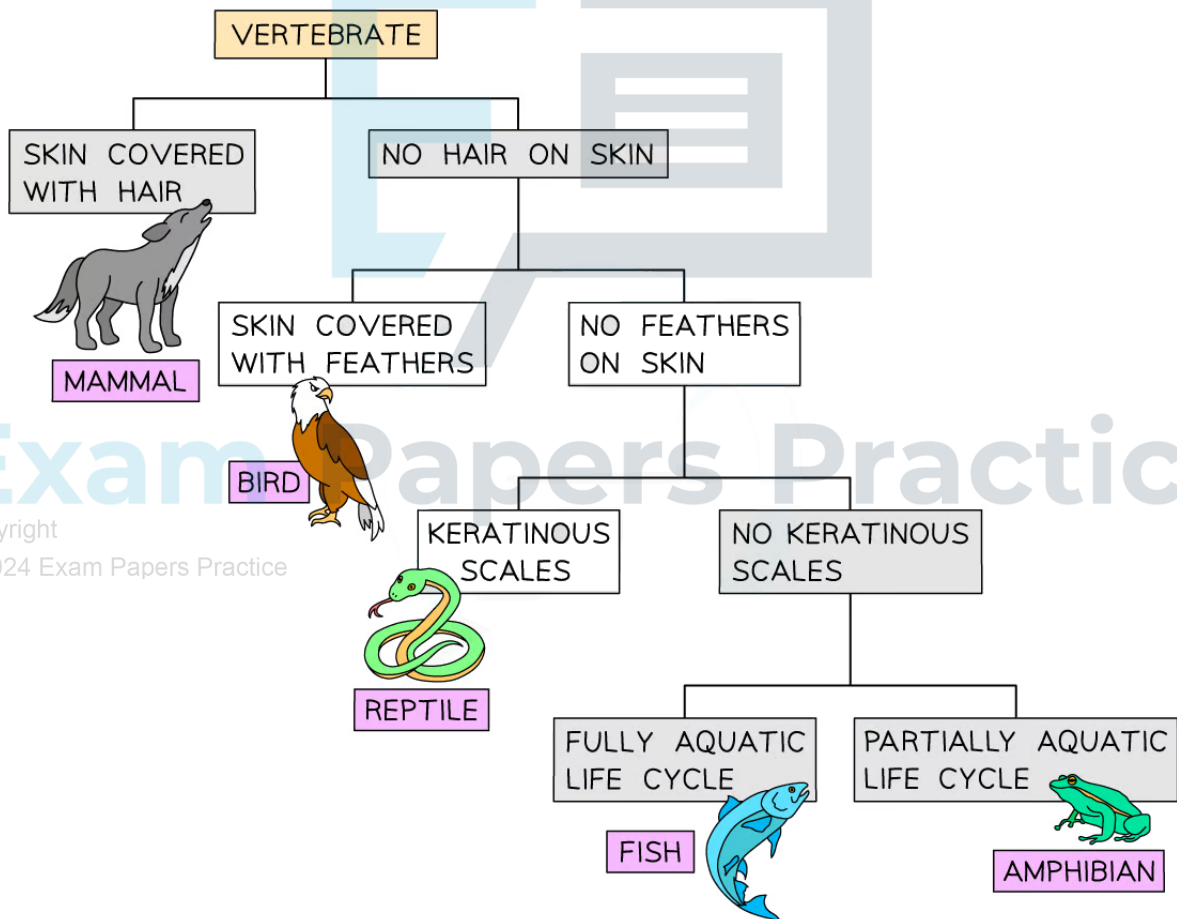 VERTEBRATE
SKIN COVERED
WITH HAIR
NO HAIR ON SKIN
MAMMAL
SKIN COVERED
WITH FEATHERS
NO FEATHERS
ON SKIN
BIRD
Exam Papers Practic
yright
024 Exam Papers Practice
KERATINOUS
SCALES
NO KERATINOUS
SCALES
REPTILE
FULLY AQUATIC
LIFE CYCLE
PARTIALLY AQUATIC
LIFE CYCLE
FISH
AMPHIBIAN